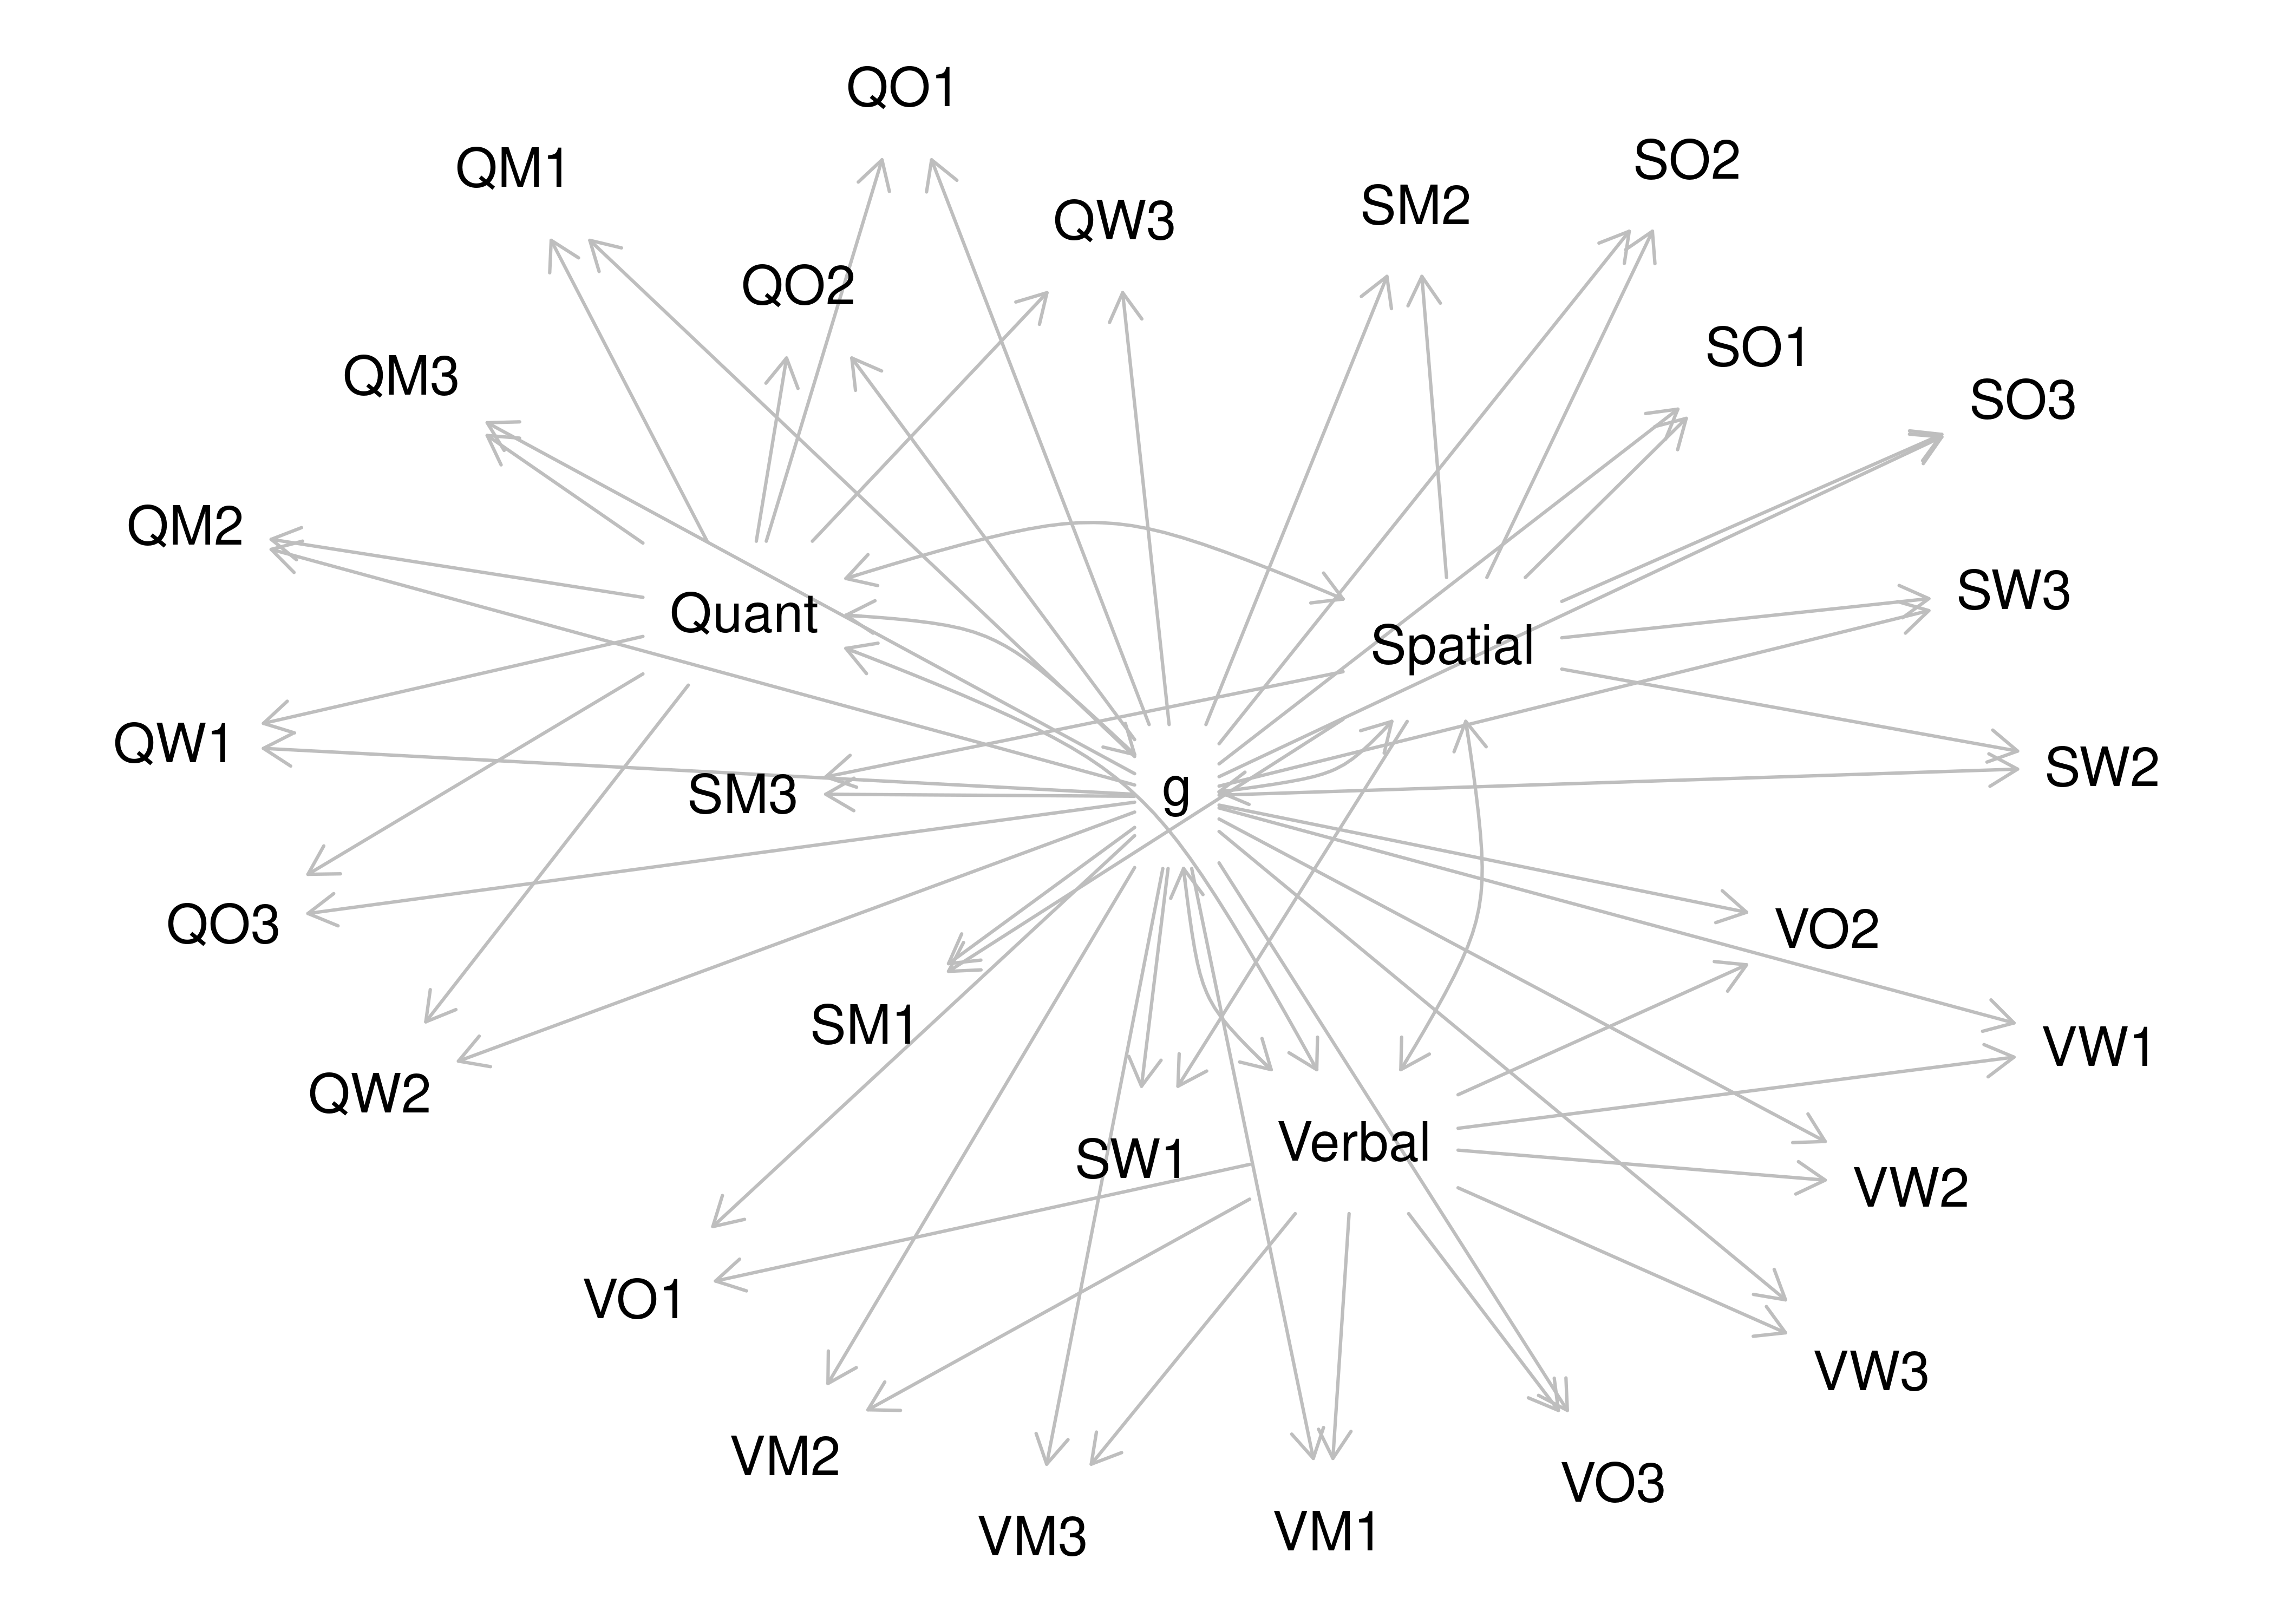 QO1
QM1
SO2
SM2
QW3
QO2
SO1
QM3
SO3
QM2
SW3
Quant
Spatial
QW1
SW2
g
SM3
QO3
VO2
SM1
VW1
QW2
Verbal
SW1
VW2
VO1
VW3
VM2
VO3
VM1
VM3